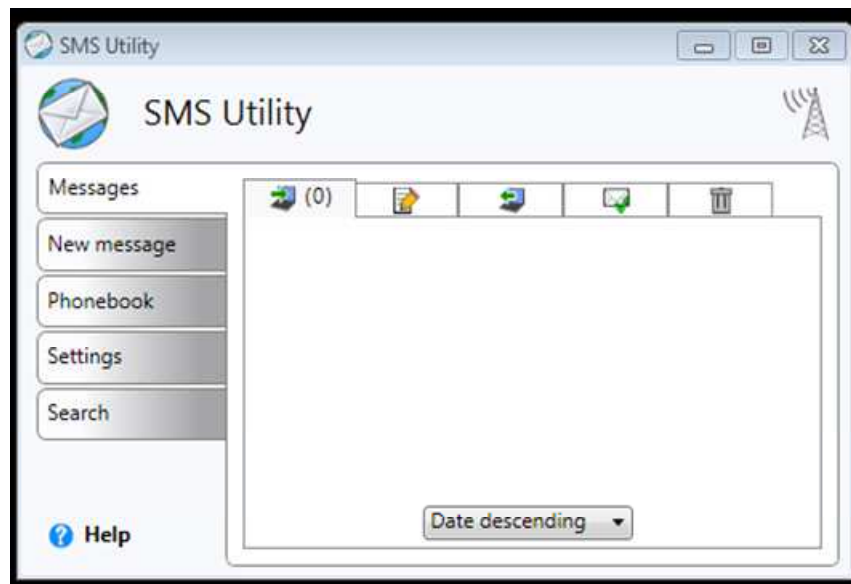 SMS Utility
SMS Utility
Messages
(0)
New message
Phonebook
Settings
Search
Date descending
Help